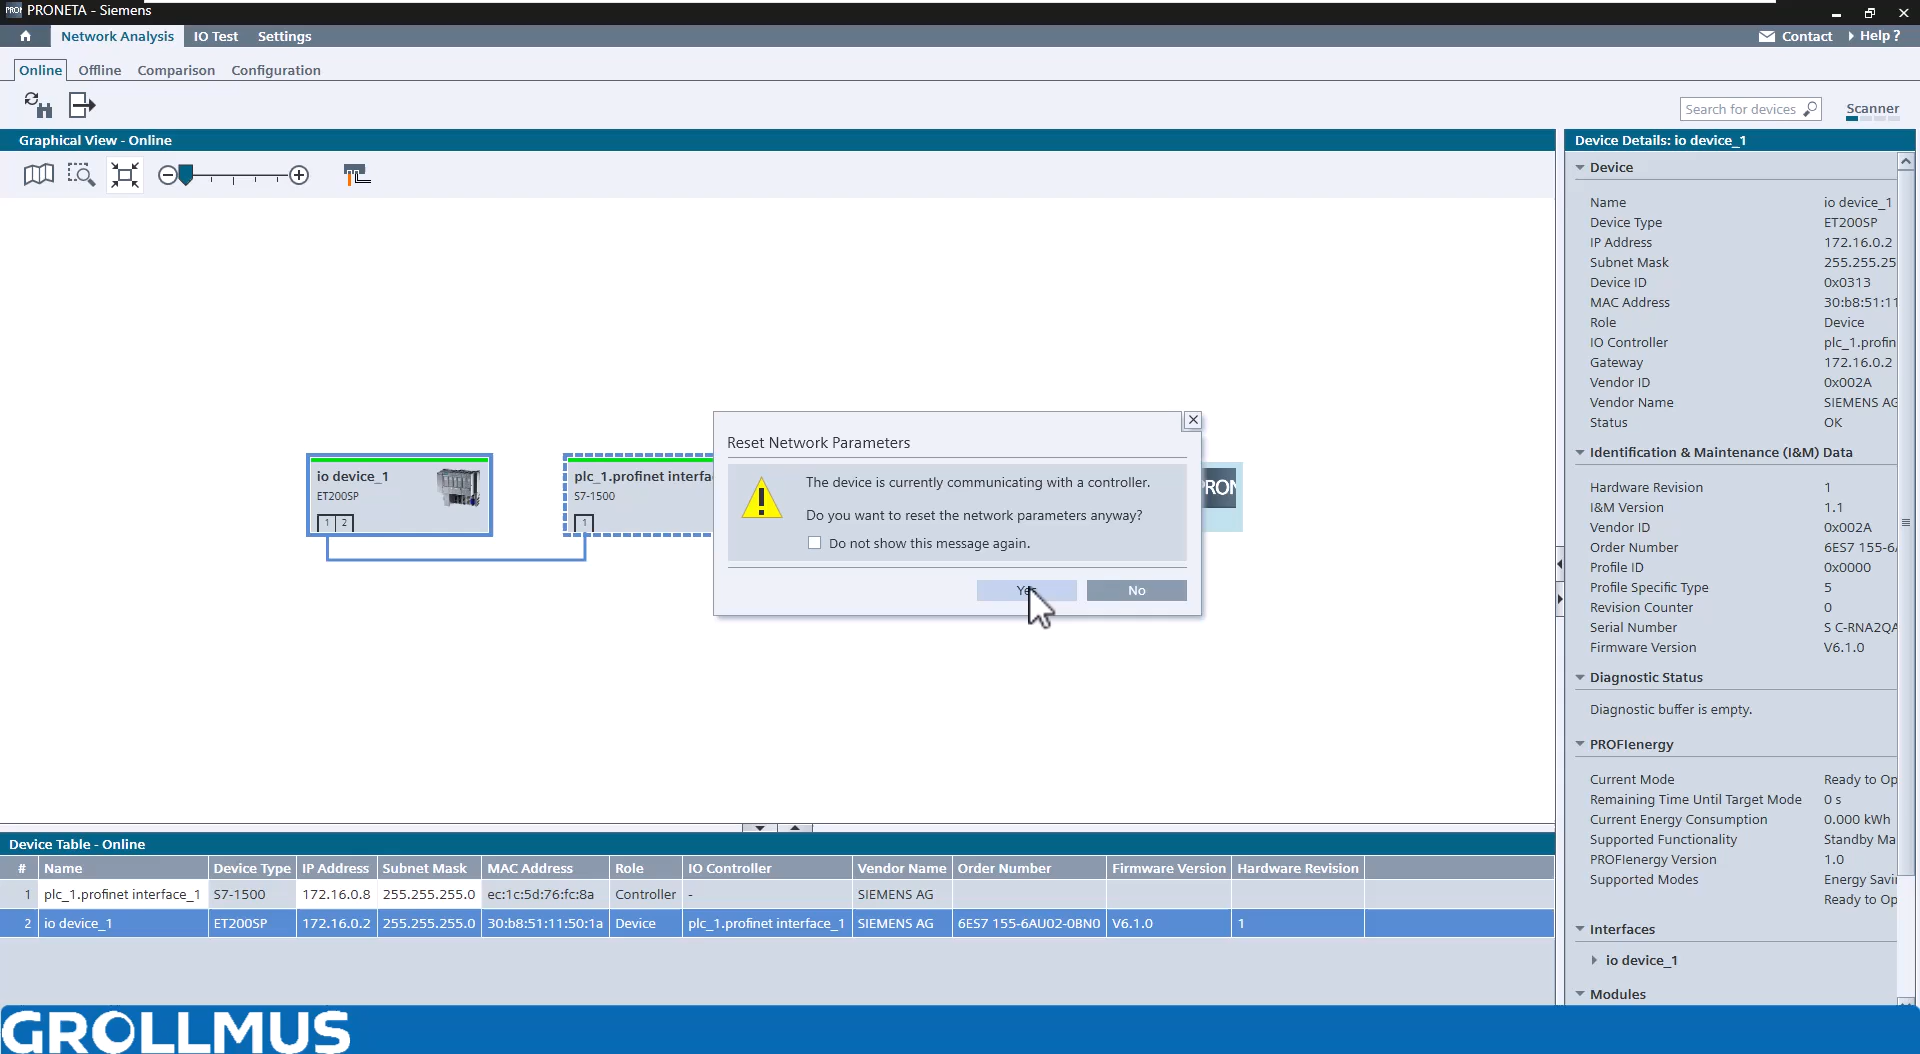 PRONETA - Siemens
Network Analysis
IO Test
Settings
Contact
Help ?
Online
Offline
Comparison
Configuration
Search for devices
Scanner
Graphical View - Online
io device_1
ET200SP
1 2
plc_1.profinet interfa
S7-1500
1
PRON
Reset Network Parameters
The device is currently communicating with a controller.
Do you want to reset the network parameters anyway?
Do not show this message again.
Yes
No
Device Details: io device_1
Device
Name io device_1
Device Type ET200SP
IP Address 172.16.0.2
Subnet Mask 255.255.25
Device ID 0x0313
MAC Address 30:b8:51:11
Role Device
IO Controller plc_1.profin
Gateway 172.16.0.2
Vendor ID 0x002A
Vendor Name SIEMENS AG
Status OK
Identification & Maintenance (I&M) Data
Hardware Revision 1
I&M Version 1.1
Vendor ID 0x002A
Order Number 6ES7 155-6A
Profile ID 0x0000
Profile Specific Type 5
Revision Counter 0
Serial Number S C-RNA2QA
Firmware Version V6.1.0
Diagnostic Status
Diagnostic buffer is empty.
PROFIenergy
Current Mode Ready to Op
Remaining Time Until Target Mode 0 s
Current Energy Consumption 0.000 kWh
Supported Functionality Standby Ma
PROFIenergy Version 1.0
Supported Modes Energy Savi
Ready to Op
Interfaces
io device_1
Modules
Device Table - Online
# Name Device Type IP Address Subnet Mask MAC Address Role IO Controller Vendor Name Order Number Firmware Version Hardware Revision
1 plc_1.profinet interface_1 S7-1500 172.16.0.8 255.255.255.0 ec:1c:5d:76:fc:8a Controller - SIEMENS AG
2 io device_1 ET200SP 172.16.0.2 255.255.255.0 30:b8:51:11:50:1a Device plc_1.profinet interface_1 SIEMENS AG 6ES7 155-6AU02-0BN0 V6.1.0 1
GROLLMUS